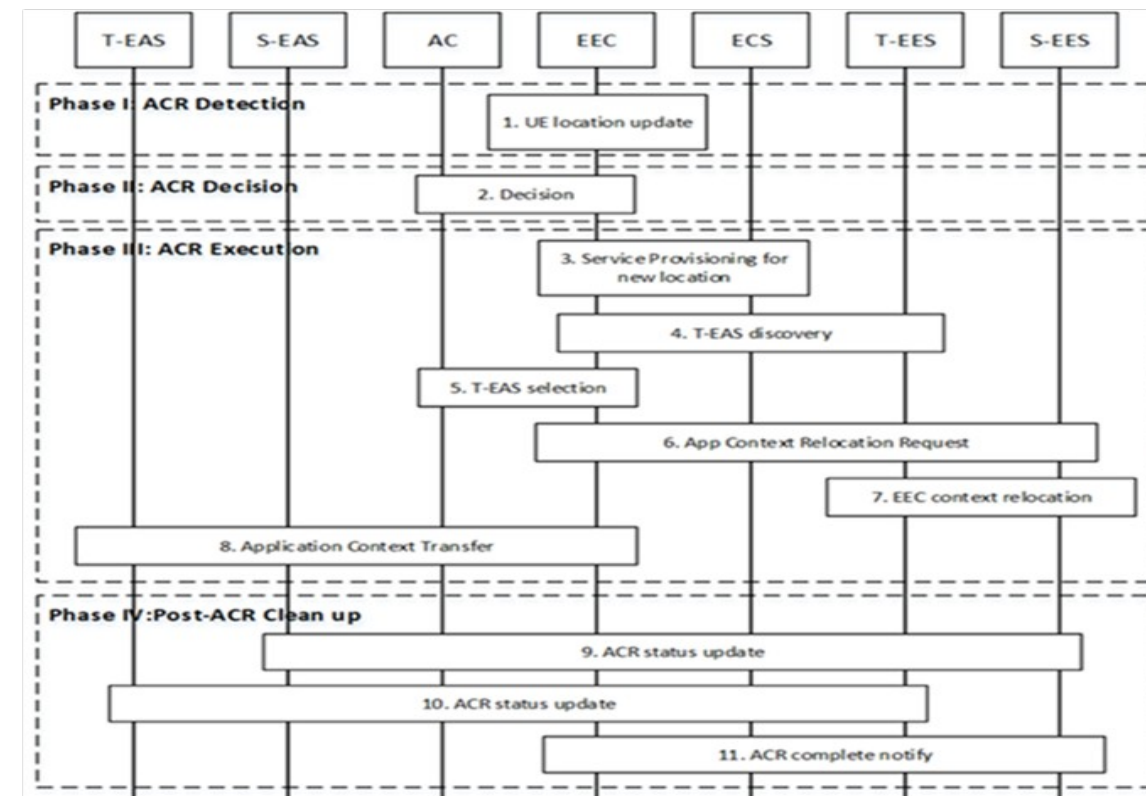 T-EAS S-EAS AC EEC ECS T-EES S-EES
Phase I: ACR Detection
1. UE location update
Phase II: ACR Decision
2. Decision
Phase III: ACR Execution
3. Service Provisioning for
new location
4. T-EAS discovery
5. T-EAS selection
6. App Context Relocation Request
7. EEC context relocation
8. Application Context Transfer
Phase IV:Post-ACR Clean up
9. ACR status update
10. ACR status update
11. ACR complete notify